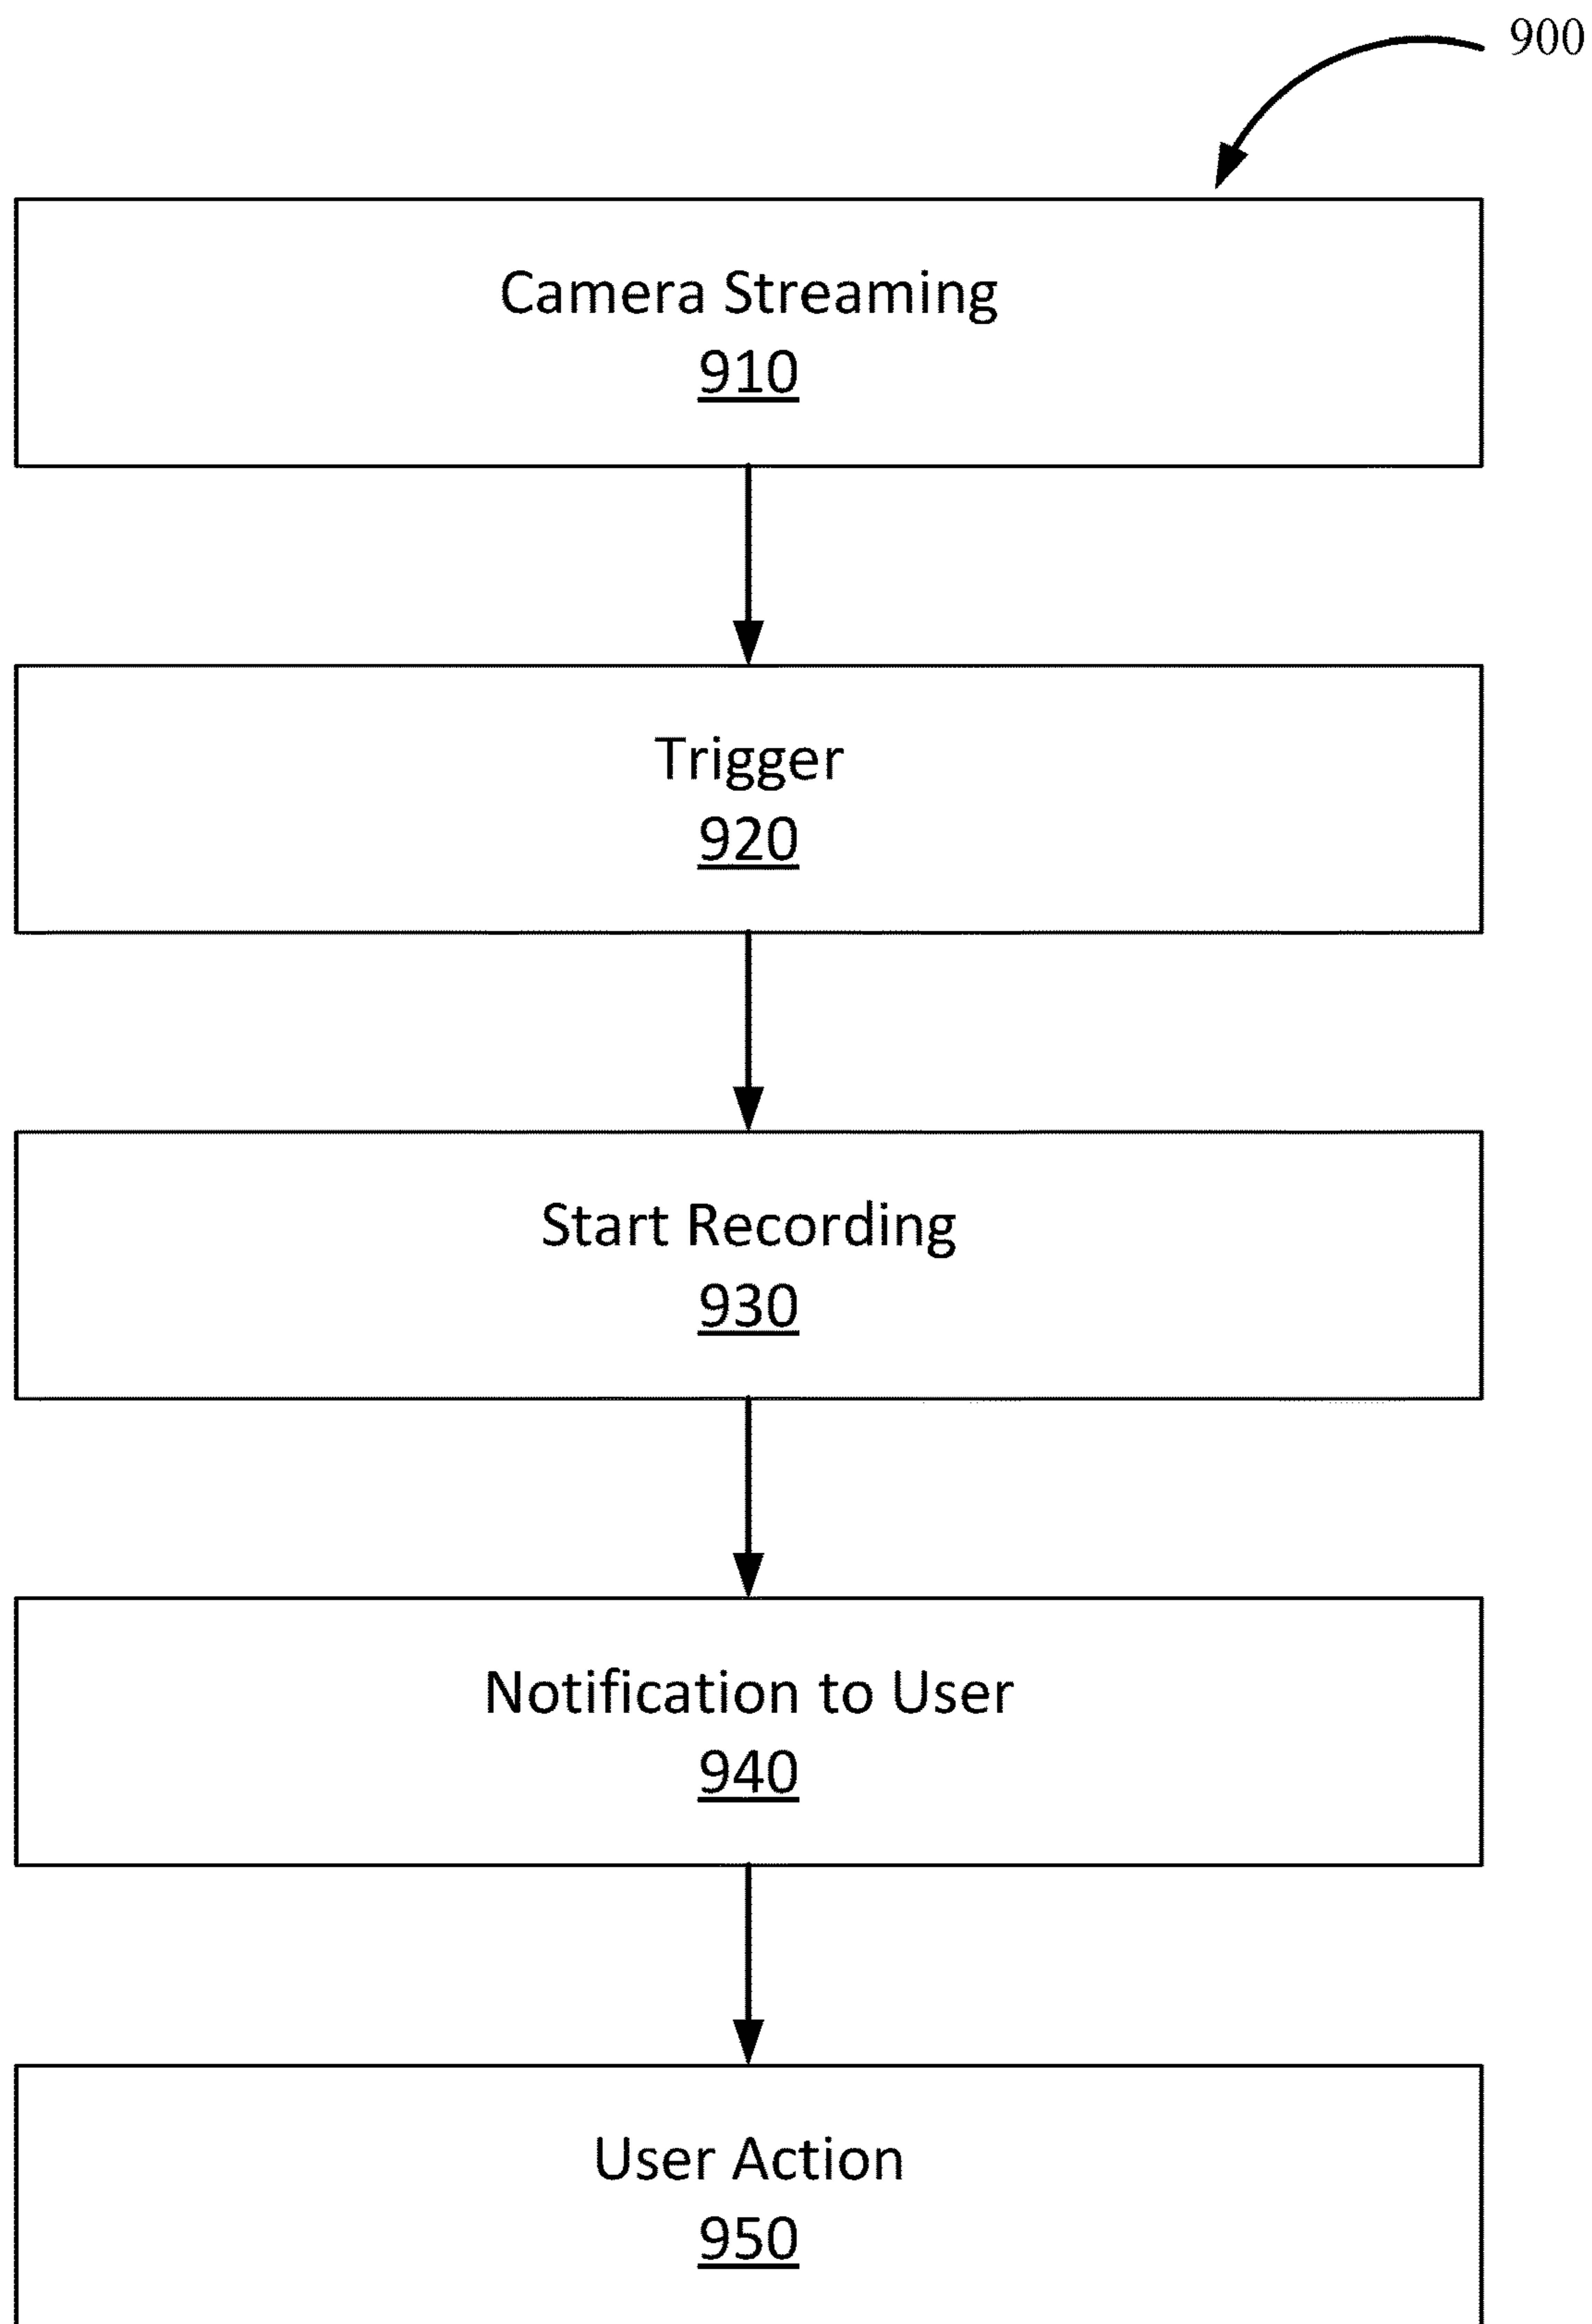 900
Camera Streaming
910
Trigger
920
Start Recording
930
Notification to User
940
User Action
950